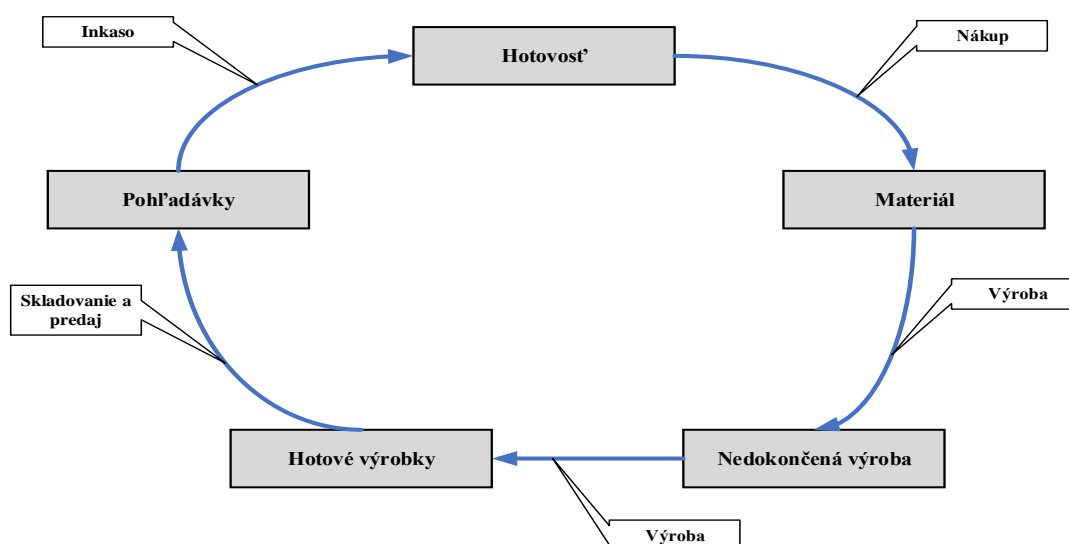 Inkaso
Hotovosť
Nákup
Pohľadávky
Materiál
Skladovanie a
predaj
Výroba
Hotové výrobky
Nedokončená výroba
Výroba